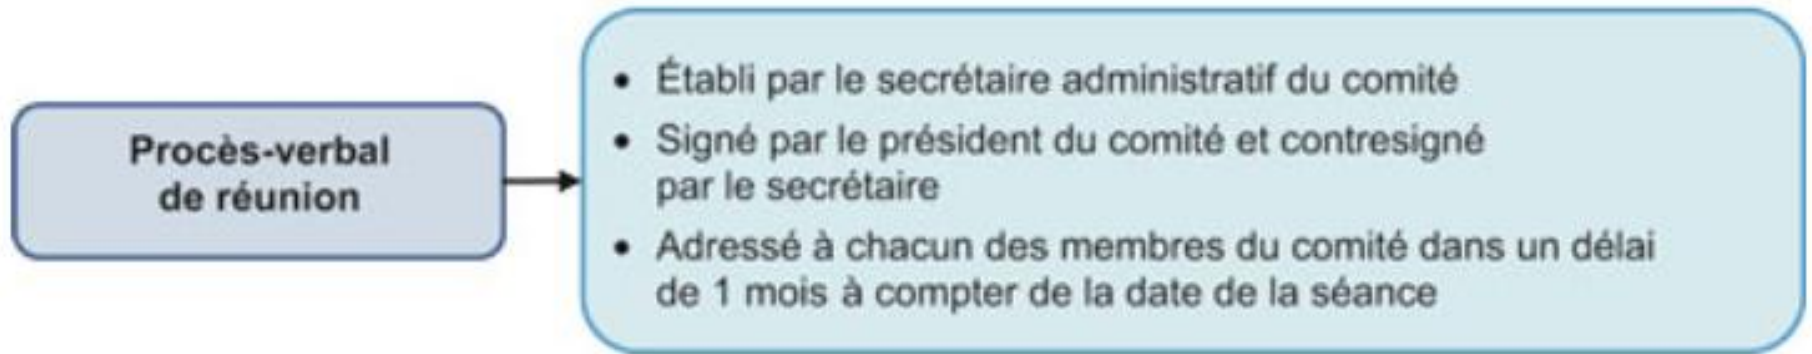 Procès-verbal
de réunion
• Établi par le secrétaire administratif du comité
• Signé par le président du comité et contresigné
par le secrétaire
• Adressé à chacun des membres du comité dans un délai
de 1 mois à compter de la date de la séance